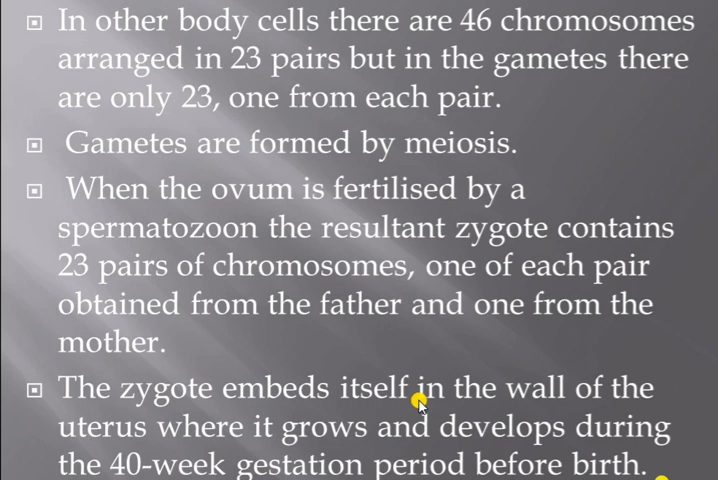 In other body cells there are 46 chromosomes
arranged in 23 pairs but in the gametes there
are only 23, one from each pair.
Gametes are formed by meiosis.
When the ovum is fertilised by a
spermatozoon the resultant zygote contains
23 pairs of chromosomes, one of each pair
obtained from the father and one from the
mother.
The zygote embeds itself in the wall of the
uterus where it grows and develops during
the 40-week gestation period before birth.